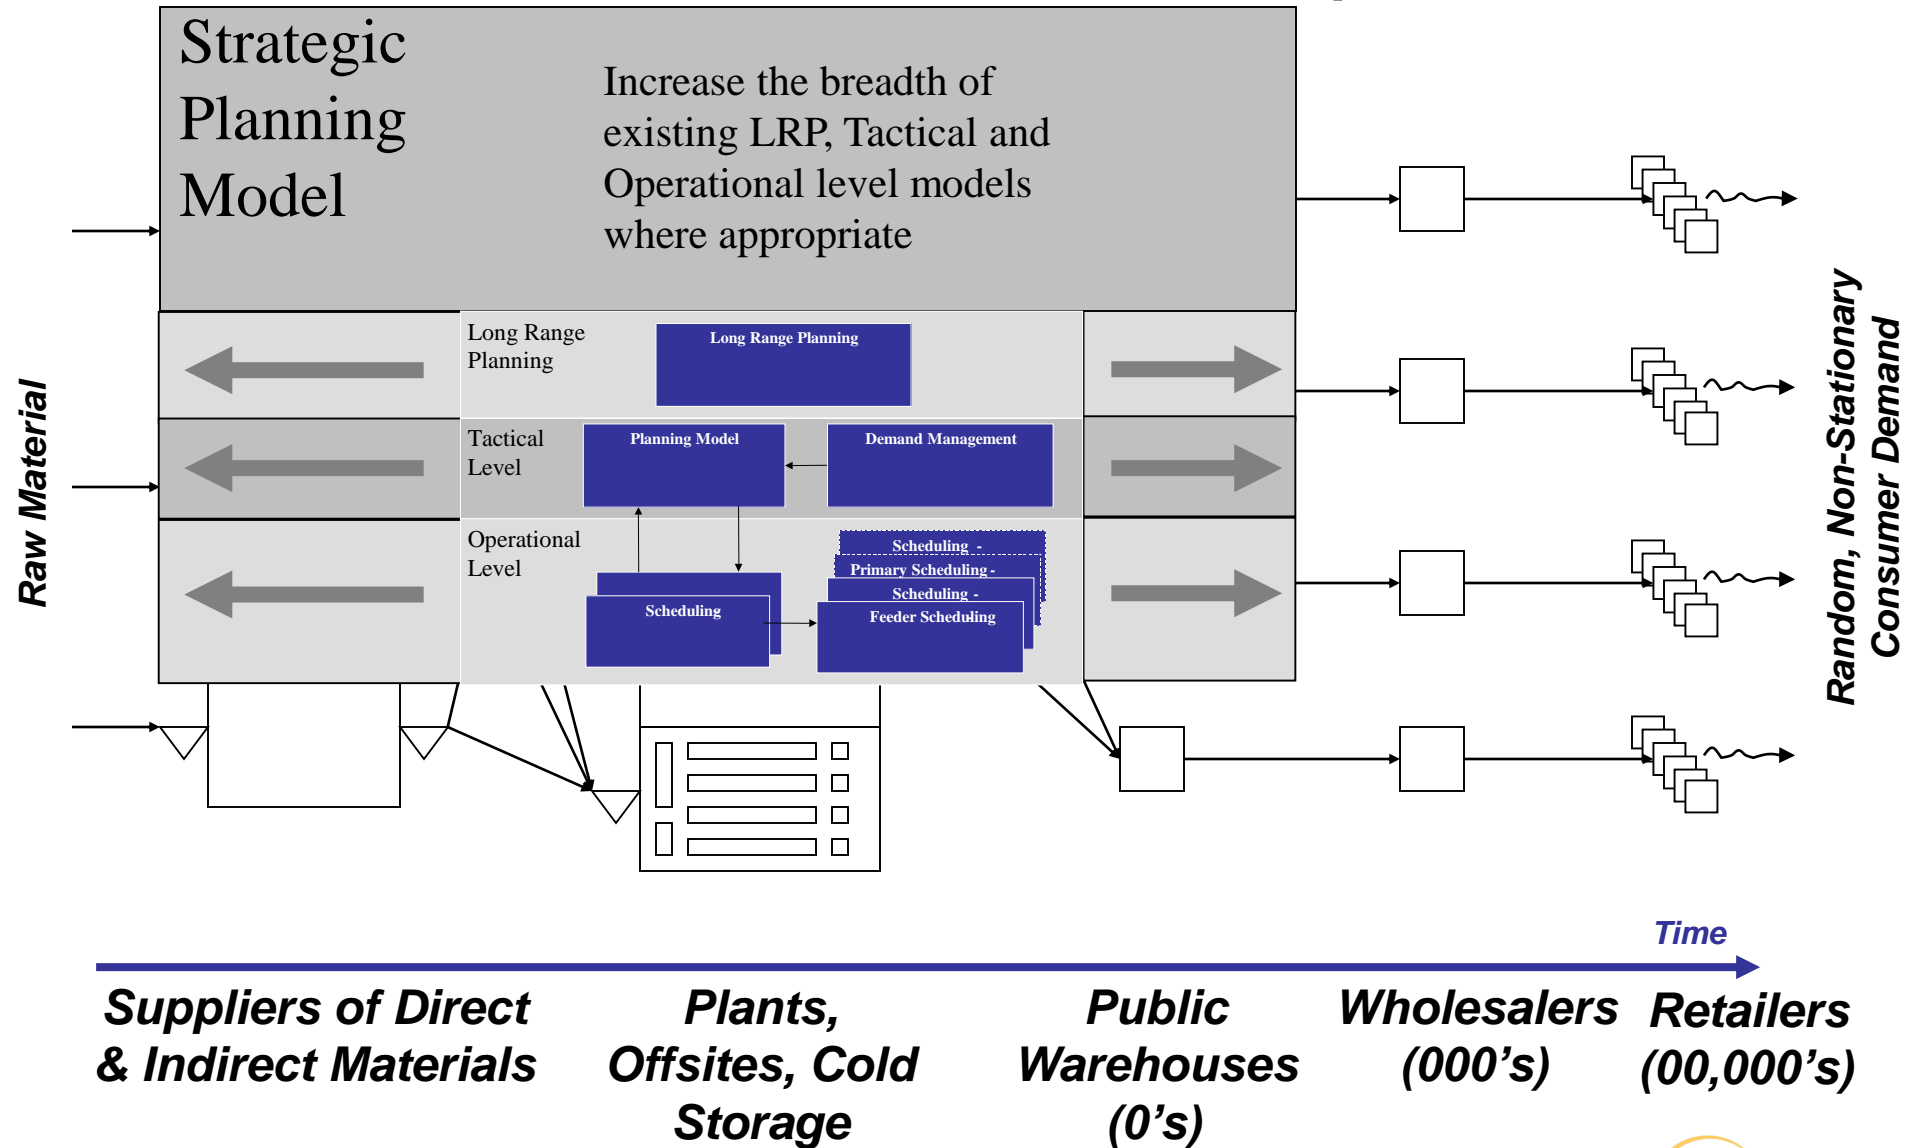 Strategic
Planning
Model
Increase the breadth of
existing LRP, Tactical and
Operational level models
where appropriate
Long Range
Planning
Long Range Planning
Tactical
Level
Planning Model
Demand Management
Operational
Level
Scheduling -
Primary Scheduling -
Scheduling -
Feeder Scheduling
Scheduling
Raw Material
Random, Non-Stationary
Consumer Demand
Time
Suppliers of Direct
& Indirect Materials
Plants,
Offsites, Cold
Storage
Public
Warehouses
(0’s)
Wholesalers
(000’s)
Retailers
(00,000’s)